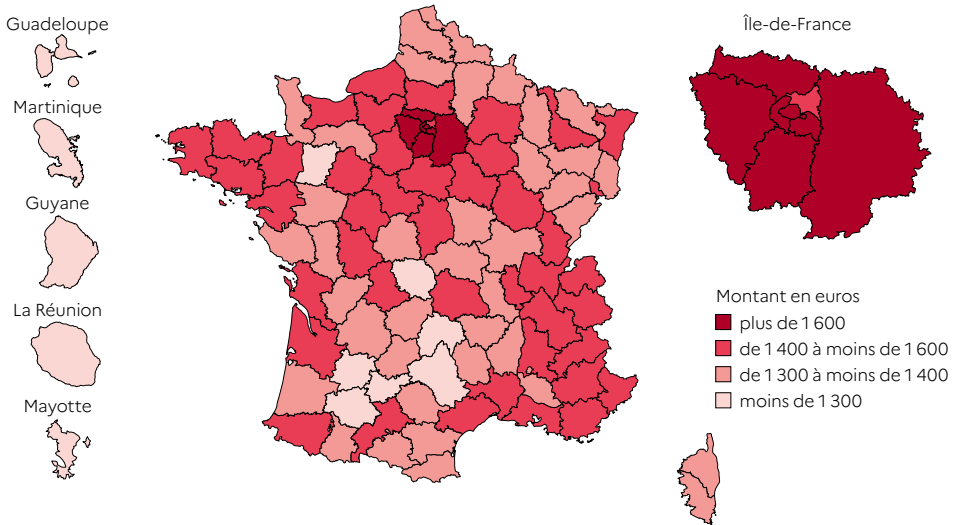 Guadeloupe
Martinique
Guyane
La Réunion
Mayotte
Île-de-France
Montant en euros
plus de 1 600
de 1 400 à moins de 1 600
de 1 300 à moins de 1 400
moins de 1 300